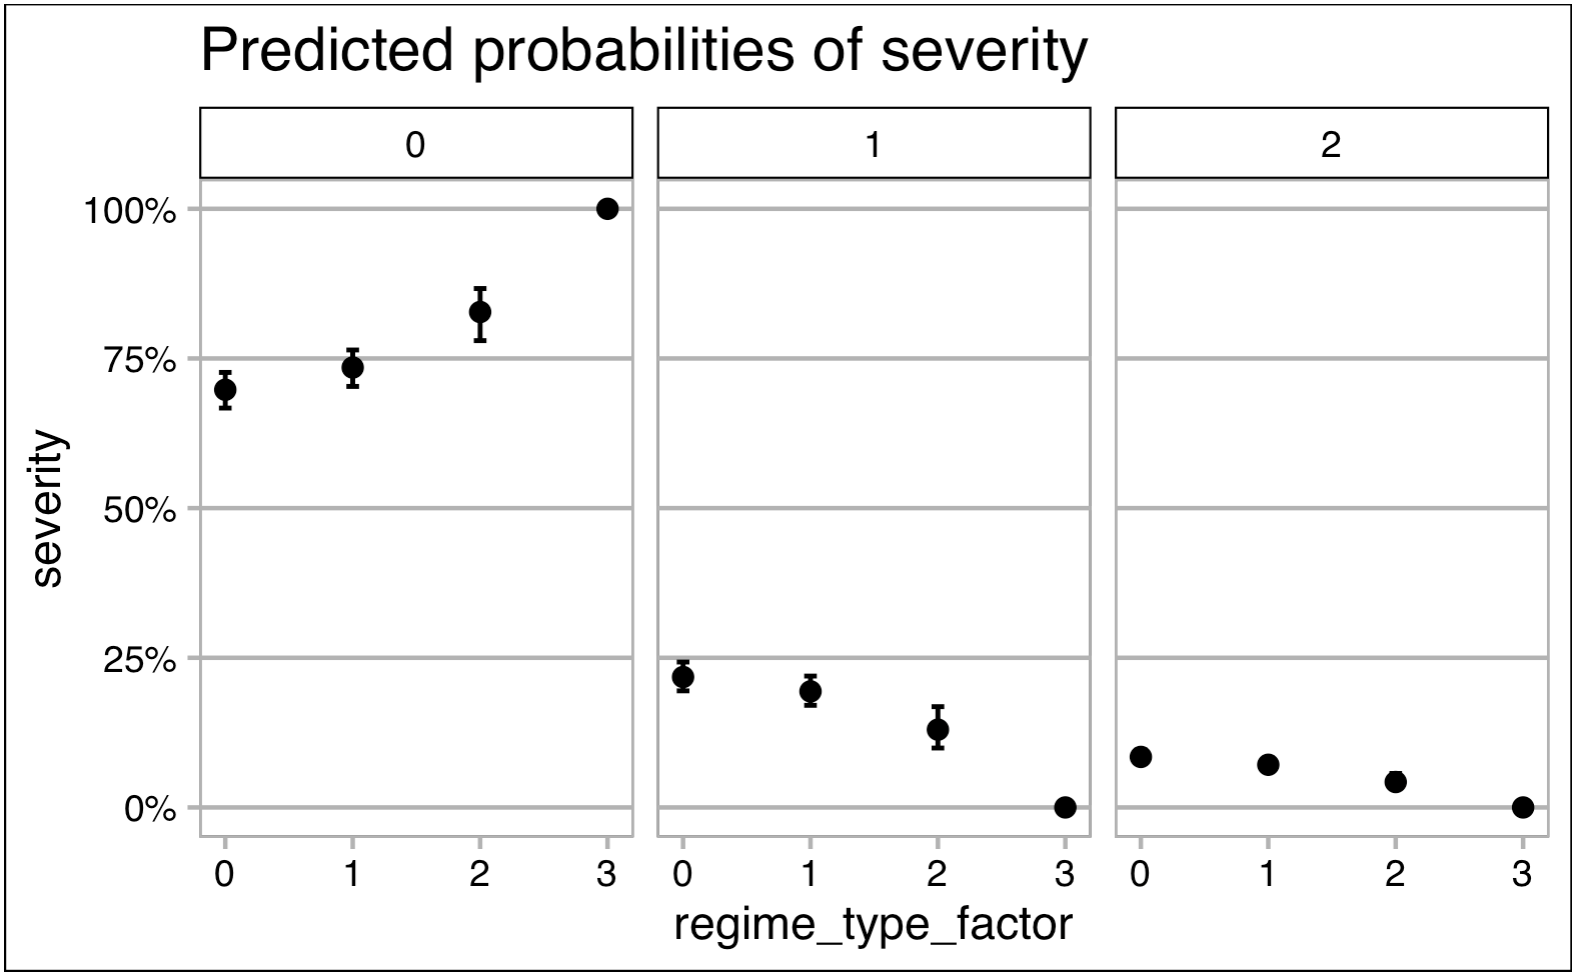 Predicted probabilities of severity
0 1 2
100%
75%
50%
25%
0%
severity
0 1 2 3 0 1 2 3 0 1 2 3
regime_type_factor